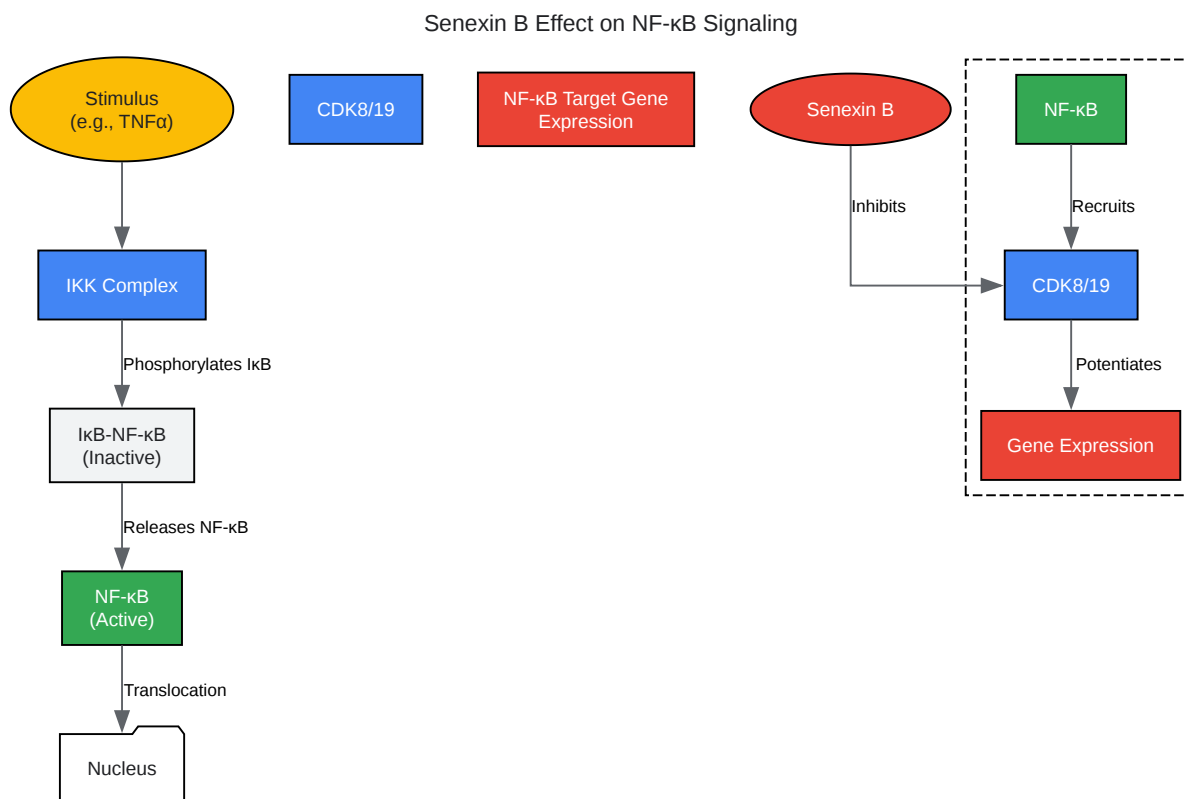 Senexin B Effect on NF-κB Signaling
Stimulus
(e.g., TNFα)
CDK8/19
NF-κB Target Gene
Expression
Senexin B
NF-κB
Inhibits
Recruits
IKK Complex
CDK8/19
Phosphorylates IκB
Potentiates
IκB-NF-κB
(Inactive)
Gene Expression
Releases NF-κB
NF-κB
(Active)
Translocation
Nucleus